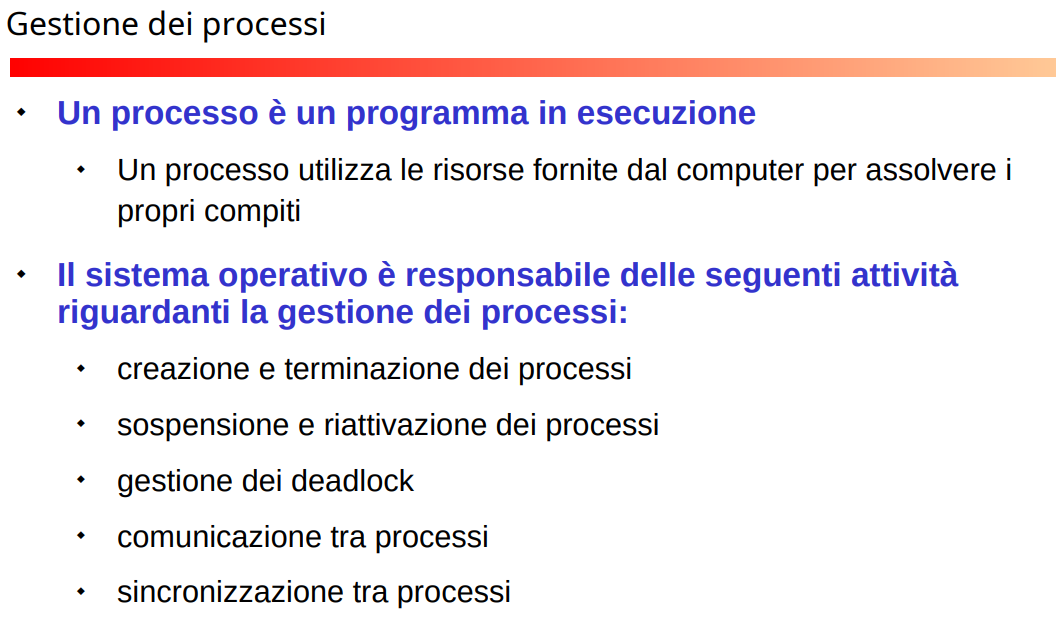 Gestione dei processi
Un processo è un programma in esecuzione
Un processo utilizza le risorse fornite dal computer per assolvere i
propri compiti
Il sistema operativo è responsabile delle seguenti attività
riguardanti la gestione dei processi:
creazione e terminazione dei processi
sospensione e riattivazione dei processi
gestione dei deadlock
comunicazione tra processi
sincronizzazione tra processi